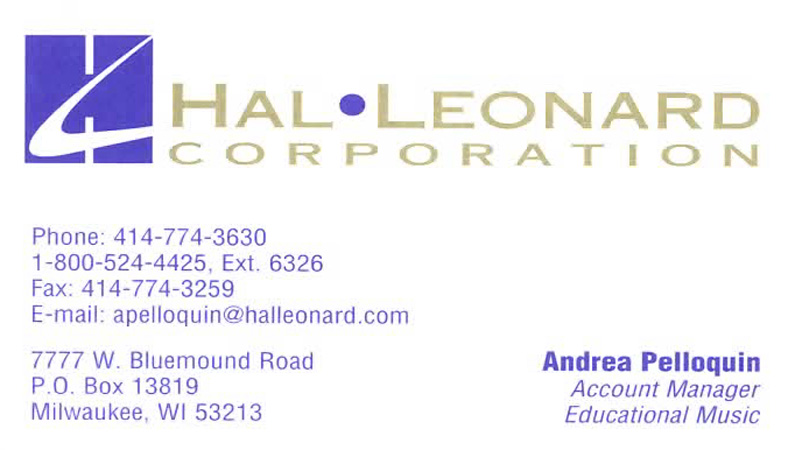 HAL•LEONARD
CORPORATION
Phone: 414-774-3630
1-800-524-4425, Ext. 6326
Fax: 414-774-3259
E-mail: apelloquin@halleonard.com
7777 W. Bluemound Road
P.O. Box 13819
Milwaukee, WI 53213
Andrea Pelloquin
Account Manager
Educational Music